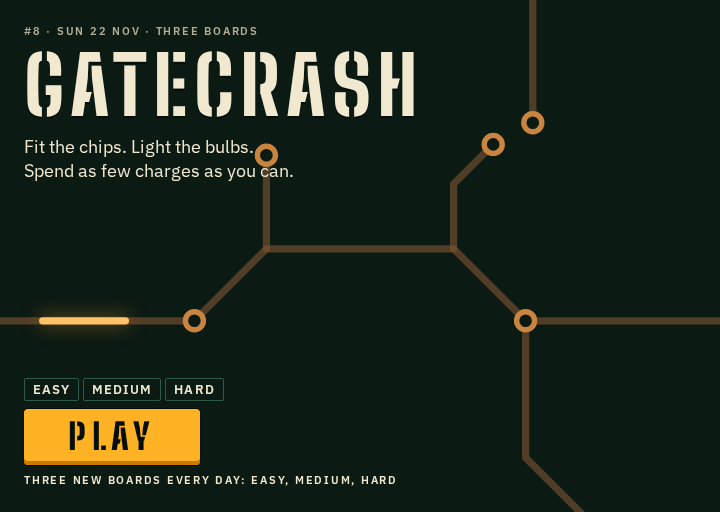 #8 · SUN 22 NOV · THREE BOARDS
GATECRASH
Fit the chips. Light the bulbs.
Spend as few charges as you can.
EASY MEDIUM HARD
PLAY
THREE NEW BOARDS EVERY DAY: EASY, MEDIUM, HARD